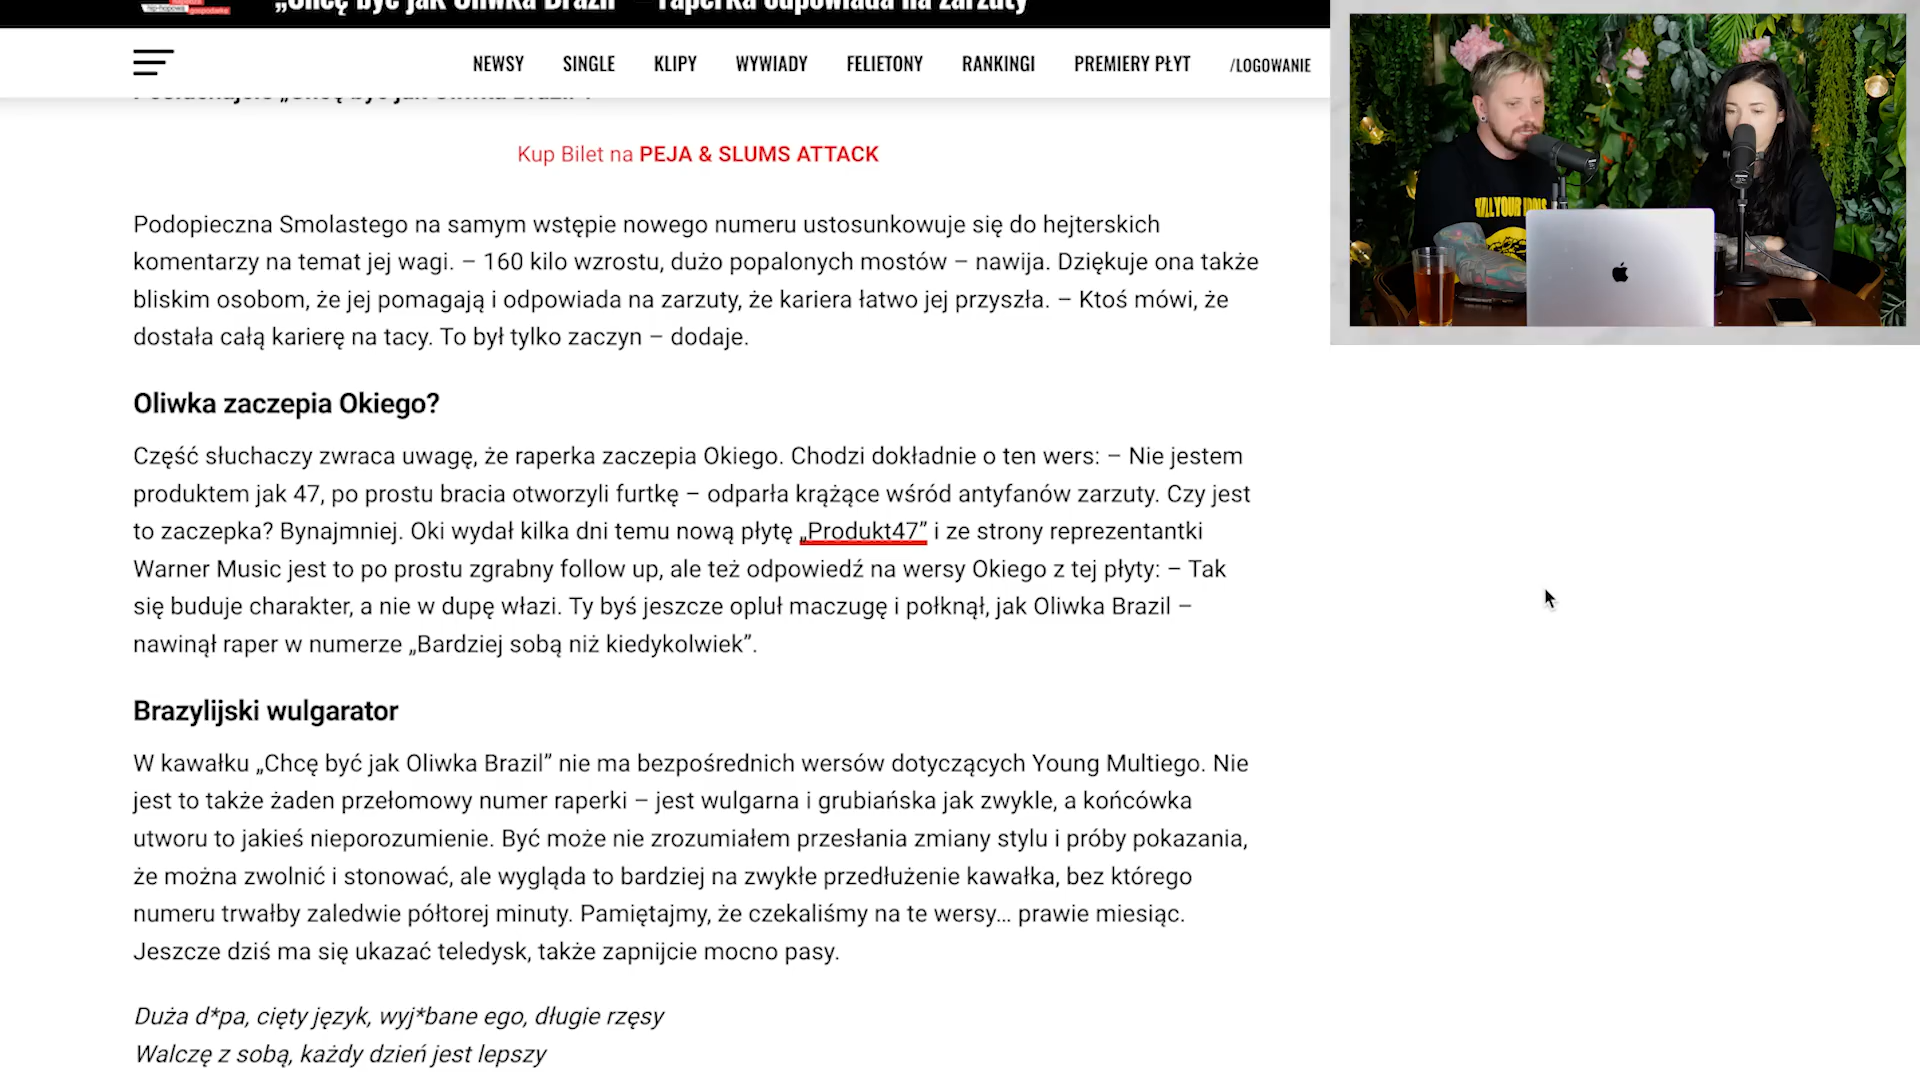 „Chcę być jak Oliwka Brazil” – raperka odpowiada na zarzuty
NEWSY SINGLE KLIPY WYWIADY FELIETONY RANKINGI PREMIERY PŁYT /LOGOWANIE
Kup Bilet na PEJA & SLUMS ATTACK
Podopieczna Smolastego na samym wstępie nowego numeru ustosunkowuje się do hejterskich
komentarzy na temat jej wagi. – 160 kilo wzrostu, dużo popalonych mostów – nawija. Dziękuje ona także
bliskim osobom, że jej pomagają i odpowiada na zarzuty, że kariera łatwo jej przyszła. – Ktoś mówi, że
dostała całą karierę na tacy. To był tylko zaczyn – dodaje.
Oliwka zaczepia Okiego?
Część słuchaczy zwraca uwagę, że raperka zaczepia Okiego. Chodzi dokładnie o ten wers: – Nie jestem
produktem jak 47, po prostu bracia otworzyli furtkę – odparła krążące wśród antyfanów zarzuty. Czy jest
to zaczepka? Bynajmniej. Oki wydał kilka dni temu nową płytę „Produkt47” i ze strony reprezentantki
Warner Music jest to po prostu zgrabny follow up, ale też odpowiedź na wersy Okiego z tej płyty: – Tak
się buduje charakter, a nie w dupę włazi. Ty byś jeszcze opluł maczugę i połknął, jak Oliwka Brazil –
nawinął raper w numerze „Bardziej sobą niż kiedykolwiek”.
Brazylijski wulgarator
W kawałku „Chcę być jak Oliwka Brazil” nie ma bezpośrednich wersów dotyczących Young Multiego. Nie
jest to także żaden przełomowy numer raperki – jest wulgarna i grubiańska jak zwykle, a końcówka
utworu to jakieś nieporozumienie. Być może nie zrozumiałem przesłania zmiany stylu i próby pokazania,
że można zwolnić i stonować, ale wygląda to bardziej na zwykłe przedłużenie kawałka, bez którego
numeru trwałby zaledwie półtorej minuty. Pamiętajmy, że czekaliśmy na te wersy... prawie miesiąc.
Jeszcze dziś ma się ukazać teledysk, także zapnijcie mocno pasy.
Duża d*pa, cięty język, wyj*bane ego, długie rzęsy
Walczę z sobą, każdy dzień jest lepszy